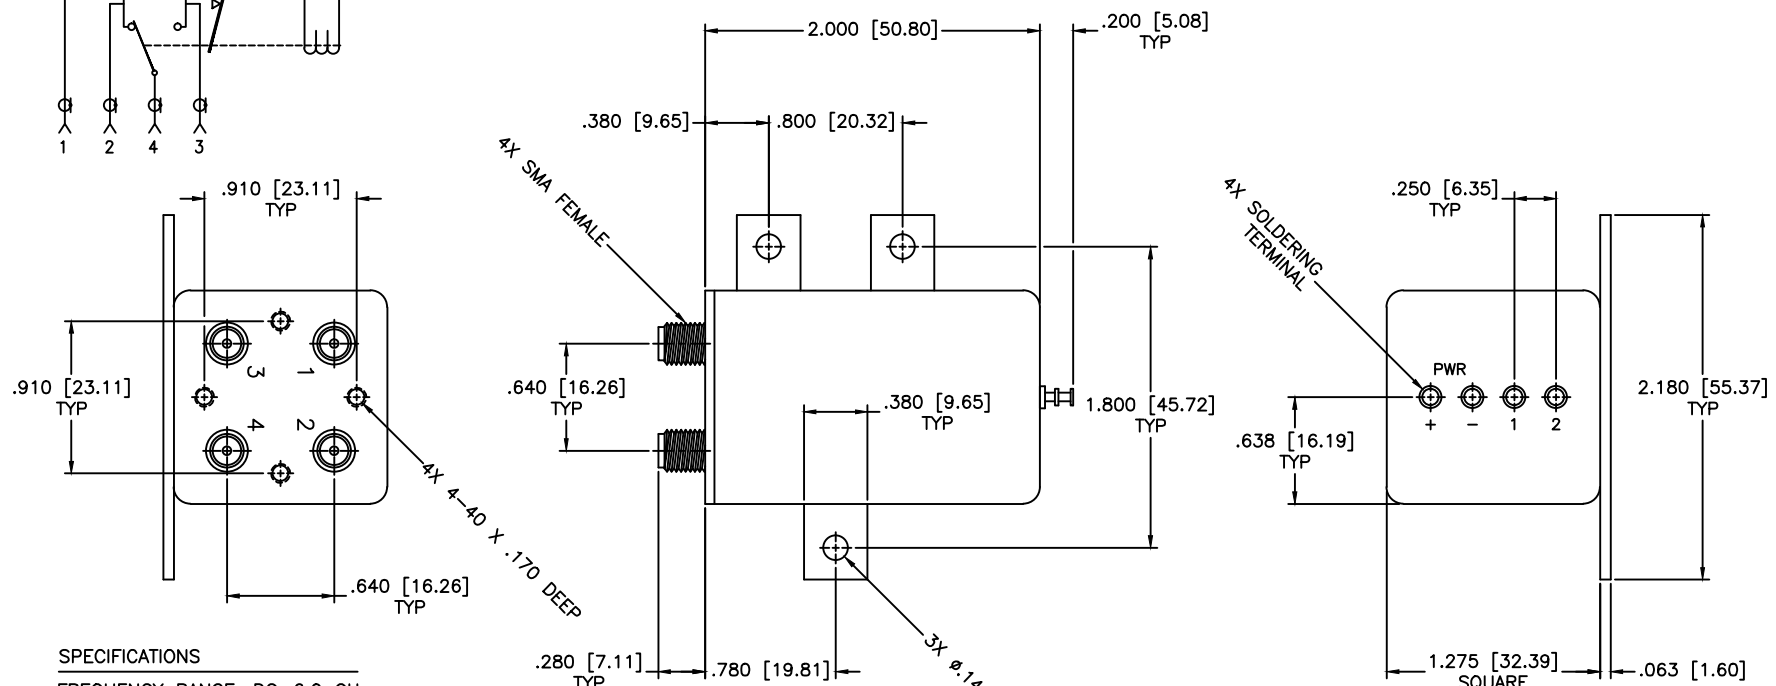 2.000 [50.80]
.200 [5.08]
TYP
.380 [9.65]
.800 [20.32]
1 2 4 3
4X SMA FEMALE
.910 [23.11]
TYP
.250 [6.35]
TYP
4X SOLDERING
TERMINAL
3 1
4 2
.910 [23.11]
TYP
.640 [16.26]
TYP
.380 [9.65]
TYP
1.800 [45.72]
TYP
PWR
+ - 1 2
2.180 [55.37]
TYP
.638 [16.19]
TYP
4X 4-40 X .170 DEEP
.640 [16.26]
TYP
SPECIFICATIONS
.280 [7.11]
TYP
.780 [19.81]
3X ø.14
1.275 [32.39]
SQUARE
.063 [1.60]